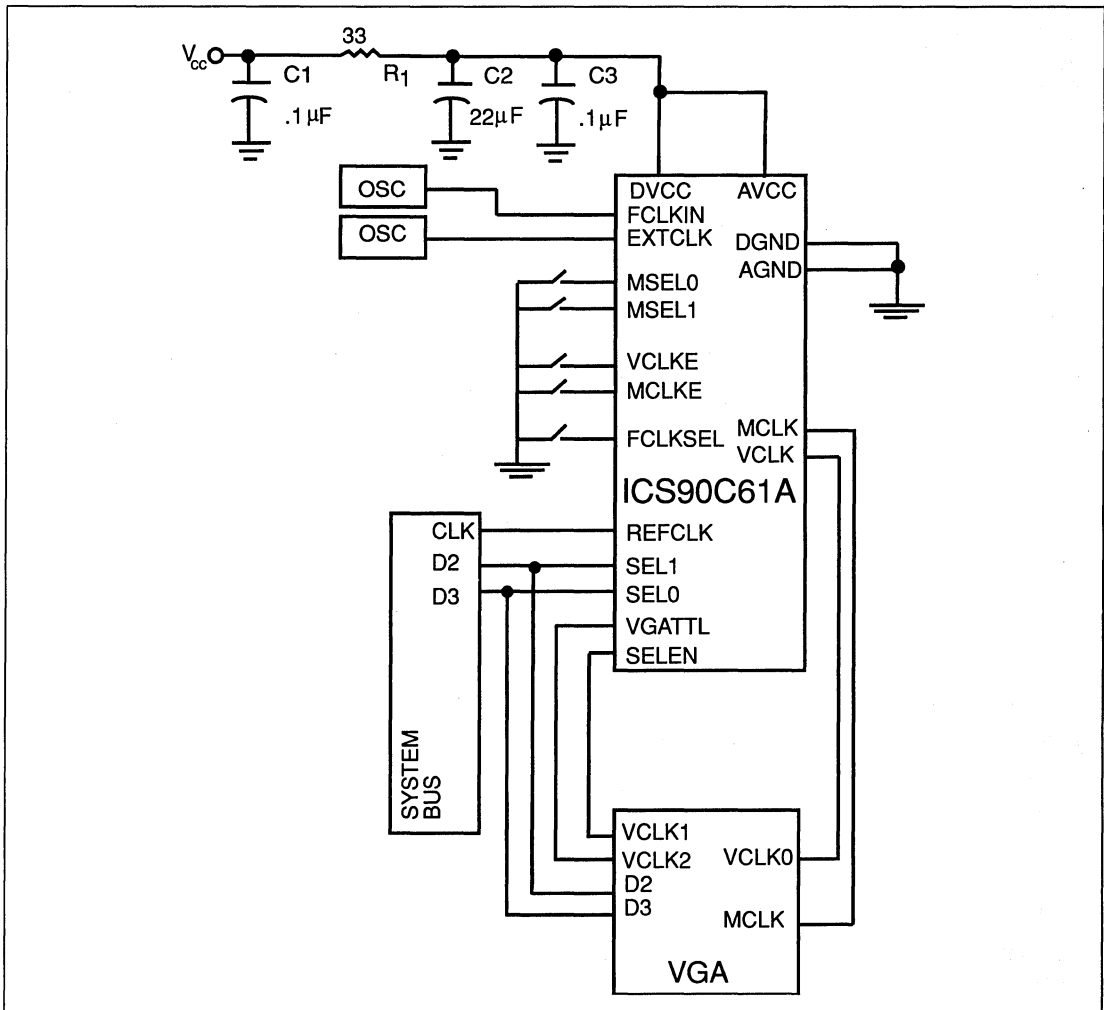 33
Vcc
C1
R1
C2
C3
.1µF
22µF
.1µF
OSC
OSC
DVCC
AVCC
FCLKIN
EXTCLK
DGND
AGND
MSEL0
MSEL1
VCLKE
MCLKE
FCLKSEL
MCLK
VCLK
ICS90C61A
CLK
D2
D3
REFCLK
SEL1
SEL0
VGATTL
SELEN
SYSTEM
BUS
VCLK1
VCLK2
D2
D3
VCLK0
MCLK
VGA